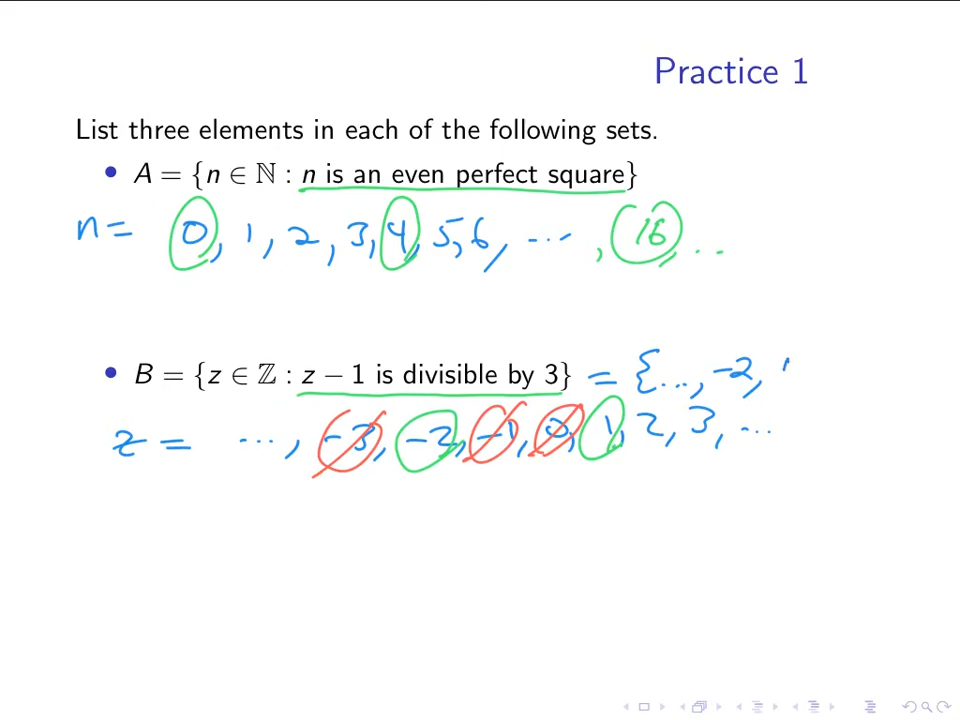 Practice 1
List three elements in each of the following sets.
• A = {n ∈ ℕ : n is an even perfect square}
n = 0, 1, 2, 3, 4, 5, 6, ..., 16, ...
• B = {z ∈ ℤ : z − 1 is divisible by 3} = {..., -2, 
z = ..., -3, -2, -1, 0, 1, 2, 3, ...